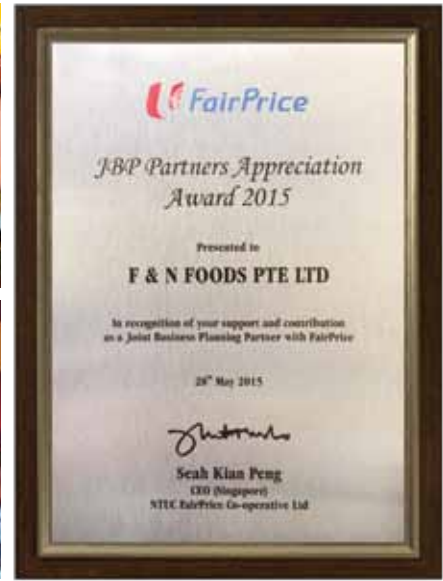 FairPrice
JBP Partners Appreciation
Award 2015
Presented to
F & N FOODS PTE LTD
In recognition of your support and contribution
as a Joint Business Planning Partner with FairPrice
28th May 2015
Seah Kian Peng
CEO (Singapore)
NTUC FairPrice Co-operative Ltd